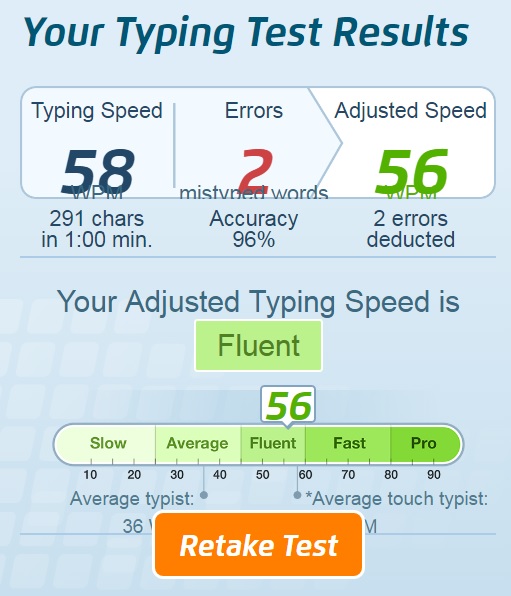 Your Typing Test Results
Typing Speed
58
WPM
291 chars
in 1:00 min.
Errors
2
mistyped words
Accuracy
96%
Adjusted Speed
56
WPM
2 errors
deducted
Your Adjusted Typing Speed is
Fluent
56
Slow Average Fluent Fast Pro
10 20 30 40 50 60 70 80 90
Average typist:
36
*Average touch typist:
M
Retake Test